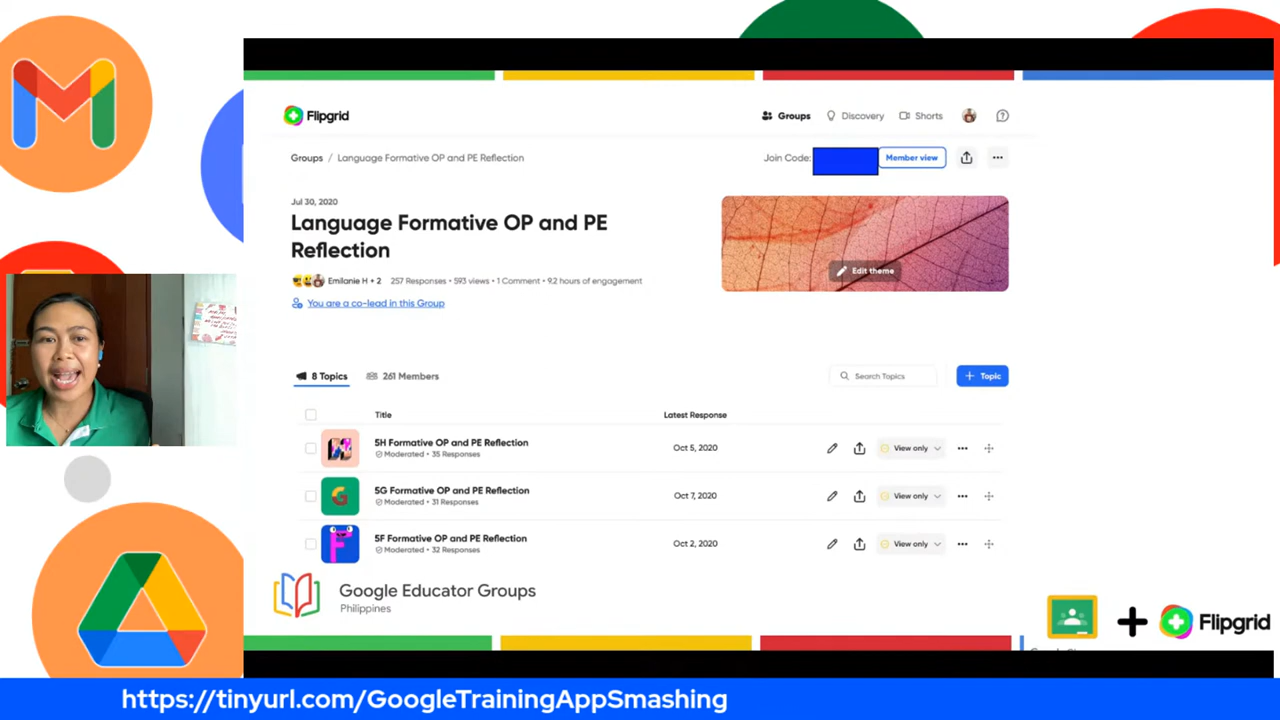 Flipgrid
Groups
Discovery
Shorts
Groups / Language Formative OP and PE Reflection
Join Code:
Member view
Jul 30, 2020
Language Formative OP and PE
Reflection
Emilanie H + 2 257 Responses • 593 views • 1 Comment • 9.2 hours of engagement
You are a co-lead in this Group
Edit theme
8 Topics
261 Members
Search Topics
+ Topic
Title
Latest Response
5H Formative OP and PE Reflection
Moderated • 35 Responses
Oct 5, 2020
View only
5G Formative OP and PE Reflection
Moderated • 31 Responses
Oct 7, 2020
View only
5F Formative OP and PE Reflection
Moderated • 32 Responses
Oct 2, 2020
View only
Google Educator Groups
Philippines
+ Flipgrid
https://tinyurl.com/GoogleTrainingAppSmashing